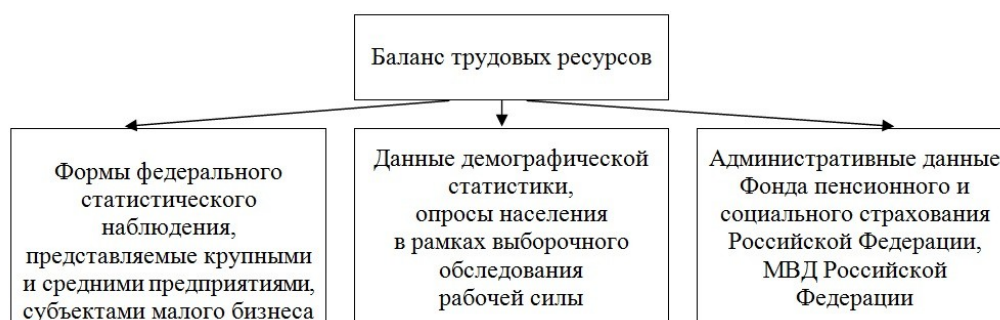 Баланс трудовых ресурсов
Формы федерального
статистического
наблюдения,
представляемые крупными
и средними предприятиями,
субъектами малого бизнеса
Данные демографической
статистики,
опросы населения
в рамках выборочного
обследования
рабочей силы
Административные данные
Фонда пенсионного и
социального страхования
Российской Федерации,
МВД Российской
Федерации